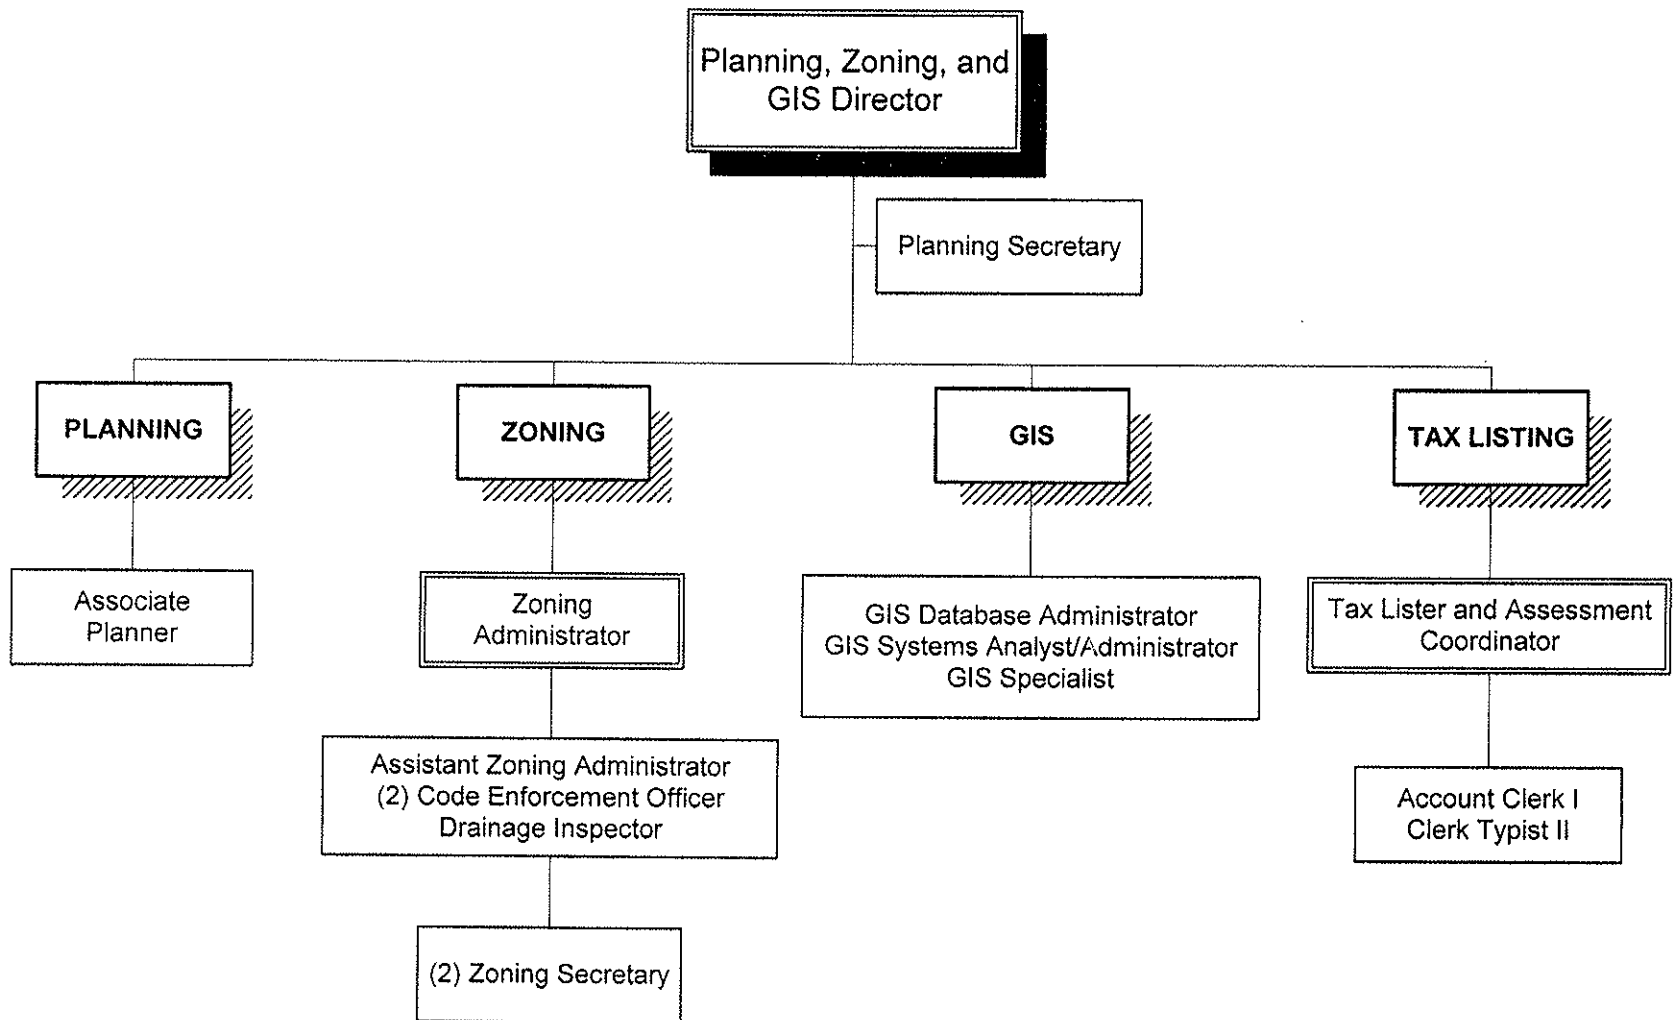 Planning, Zoning, and
GIS Director
Planning Secretary
PLANNING
ZONING
GIS
TAX LISTING
Associate
Planner
Zoning
Administrator
GIS Database Administrator
GIS Systems Analyst/Administrator
GIS Specialist
Tax Lister and Assessment
Coordinator
Assistant Zoning Administrator
(2) Code Enforcement Officer
Drainage Inspector
Account Clerk I
Clerk Typist II
(2) Zoning Secretary